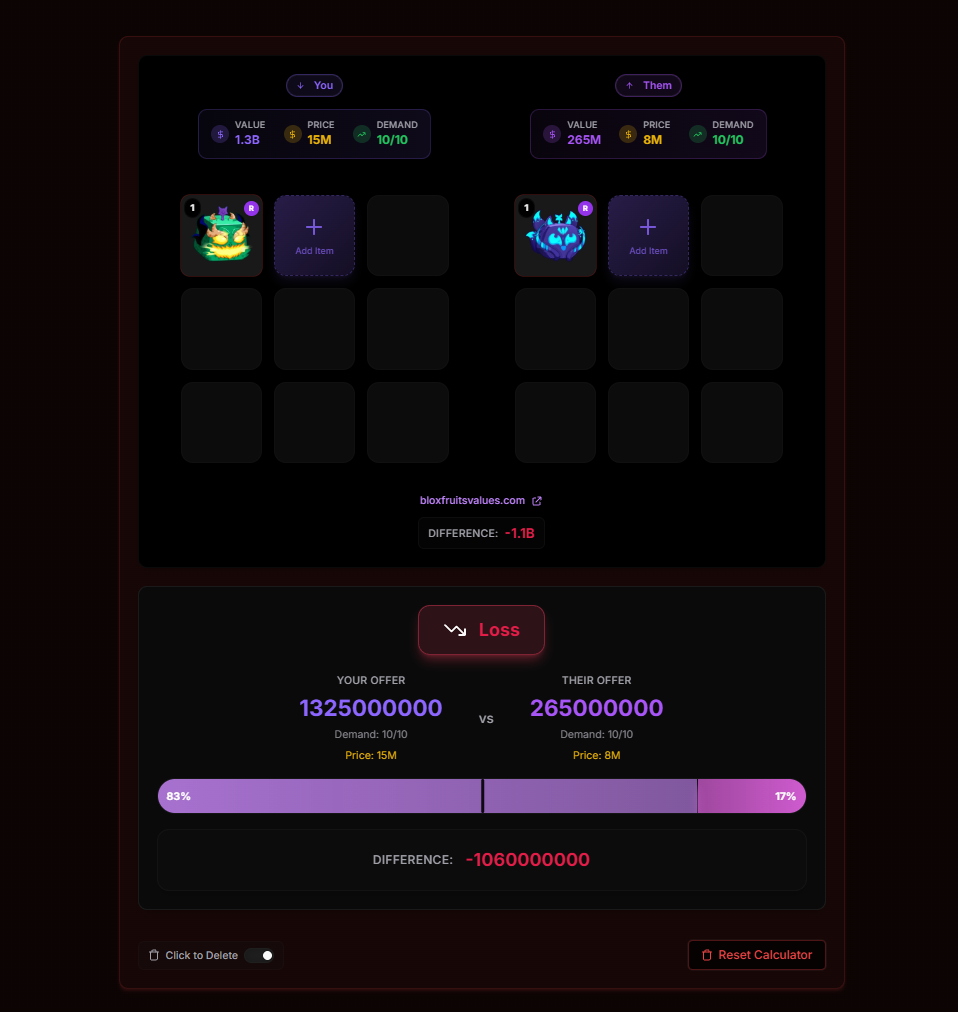 You
Them
VALUE
1.3B
PRICE
15M
DEMAND
10/10
VALUE
265M
PRICE
8M
DEMAND
10/10
1
R
Add Item
1
R
Add Item
bloxfruitsvalues.com
DIFFERENCE: -1.1B
Loss
YOUR OFFER
1325000000
Demand: 10/10
Price: 15M
VS
THEIR OFFER
265000000
Demand: 10/10
Price: 8M
83%
17%
DIFFERENCE: -1060000000
Click to Delete
Reset Calculator